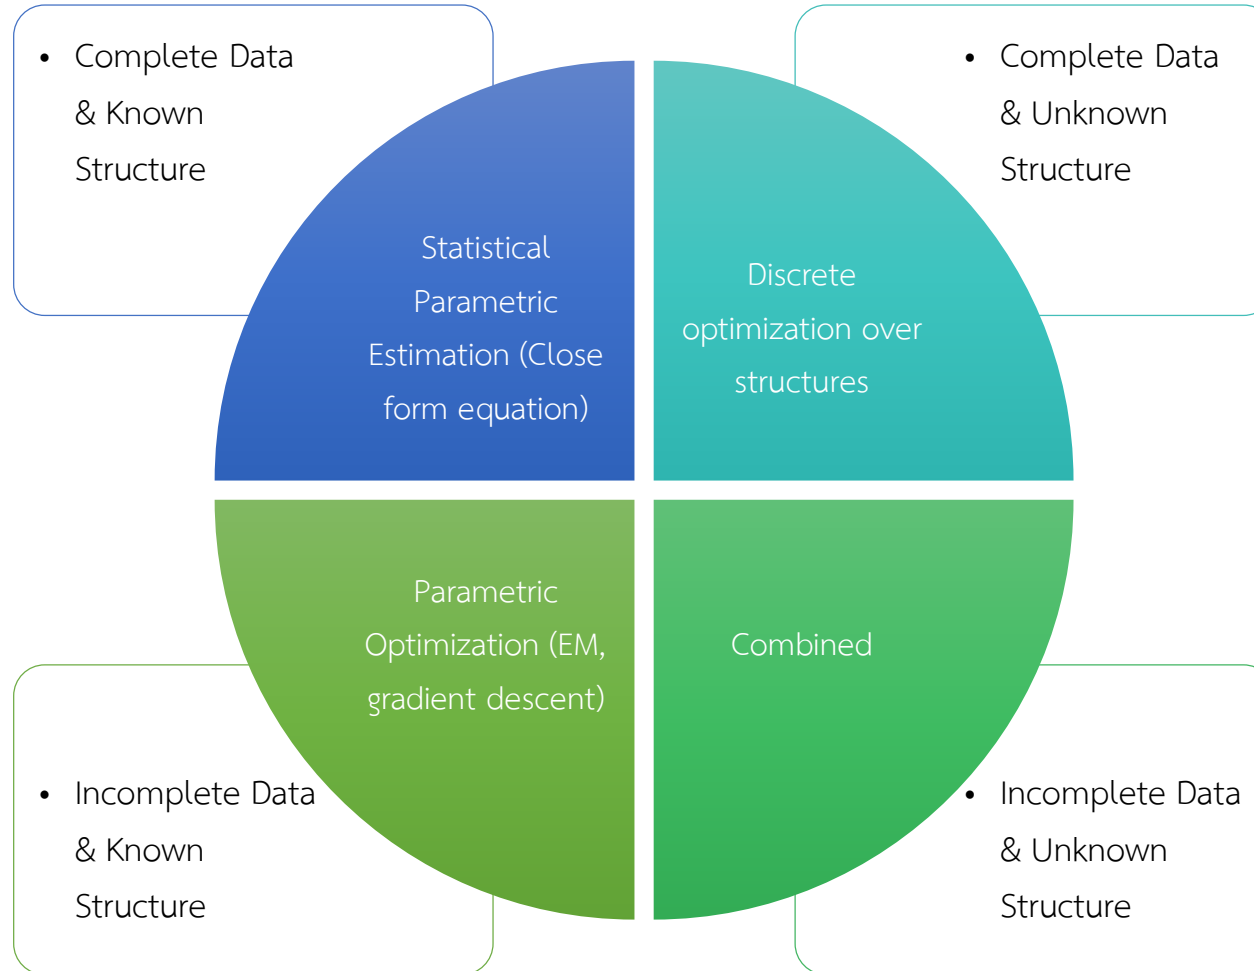 • Complete Data
& Known
Structure
• Complete Data
& Unknown
Structure
Statistical
Parametric
Estimation (Close
form equation)
Discrete
optimization over
structures
Parametric
Optimization (EM,
gradient descent)
Combined
• Incomplete Data
& Known
Structure
• Incomplete Data
& Unknown
Structure